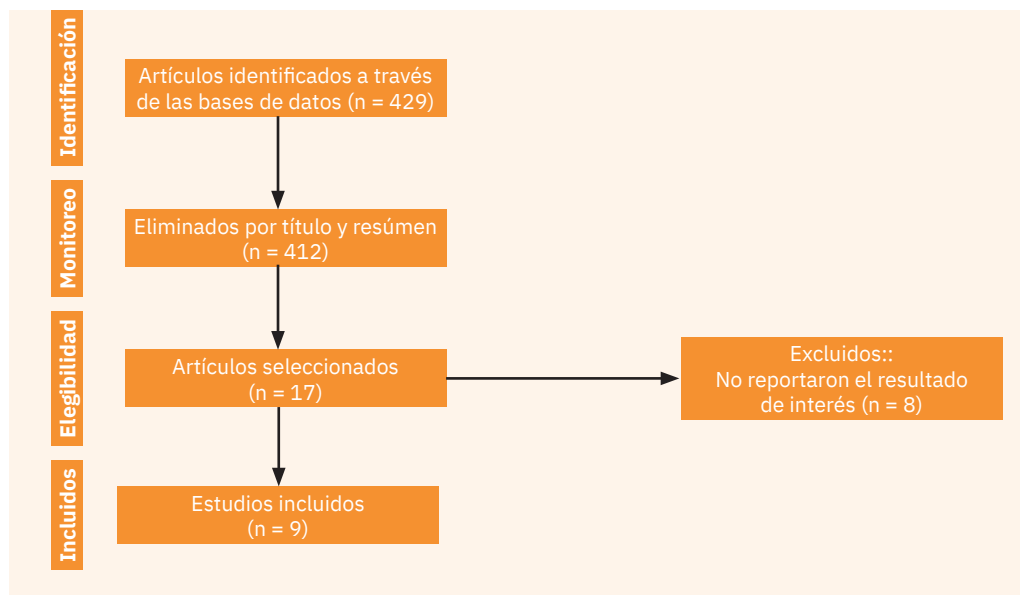 Identificación
Artículos identificados a través
de las bases de datos (n = 429)
Monitoreo
Eliminados por título y resúmen
(n = 412)
Elegibilidad
Artículos seleccionados
(n = 17)
Excluidos::
No reportaron el resultado
de interés (n = 8)
Incluidos
Estudios incluidos
(n = 9)